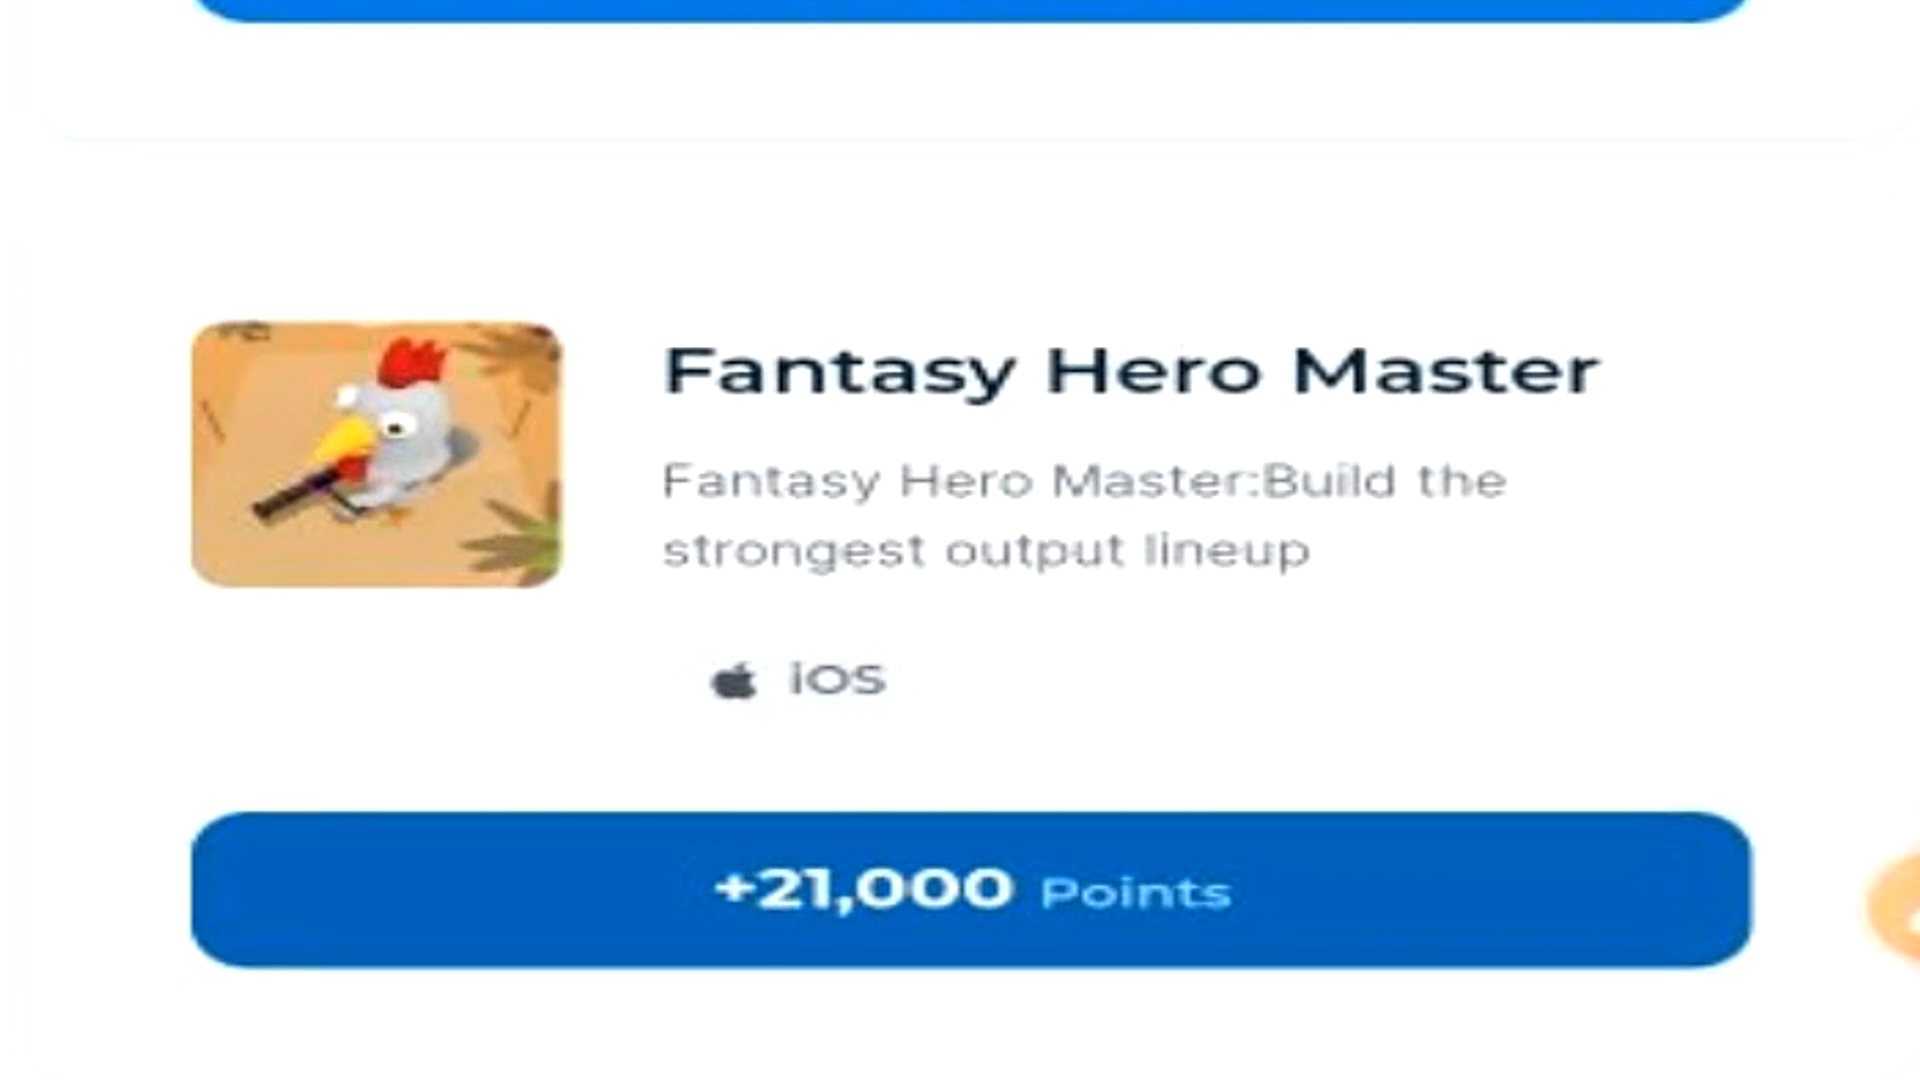 Fantasy Hero Master
Fantasy Hero Master:Build the
strongest output lineup
iOS
+21,000 Points